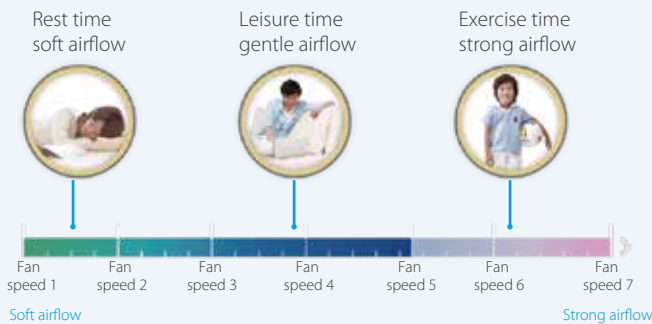 Rest time
soft airflow
Leisure time
gentle airflow
Exercise time
strong airflow
Fan
speed 1
Fan
speed 2
Fan
speed 3
Fan
speed 4
Fan
speed 5
Fan
speed 6
Fan
speed 7
Soft airflow
Strong airflow